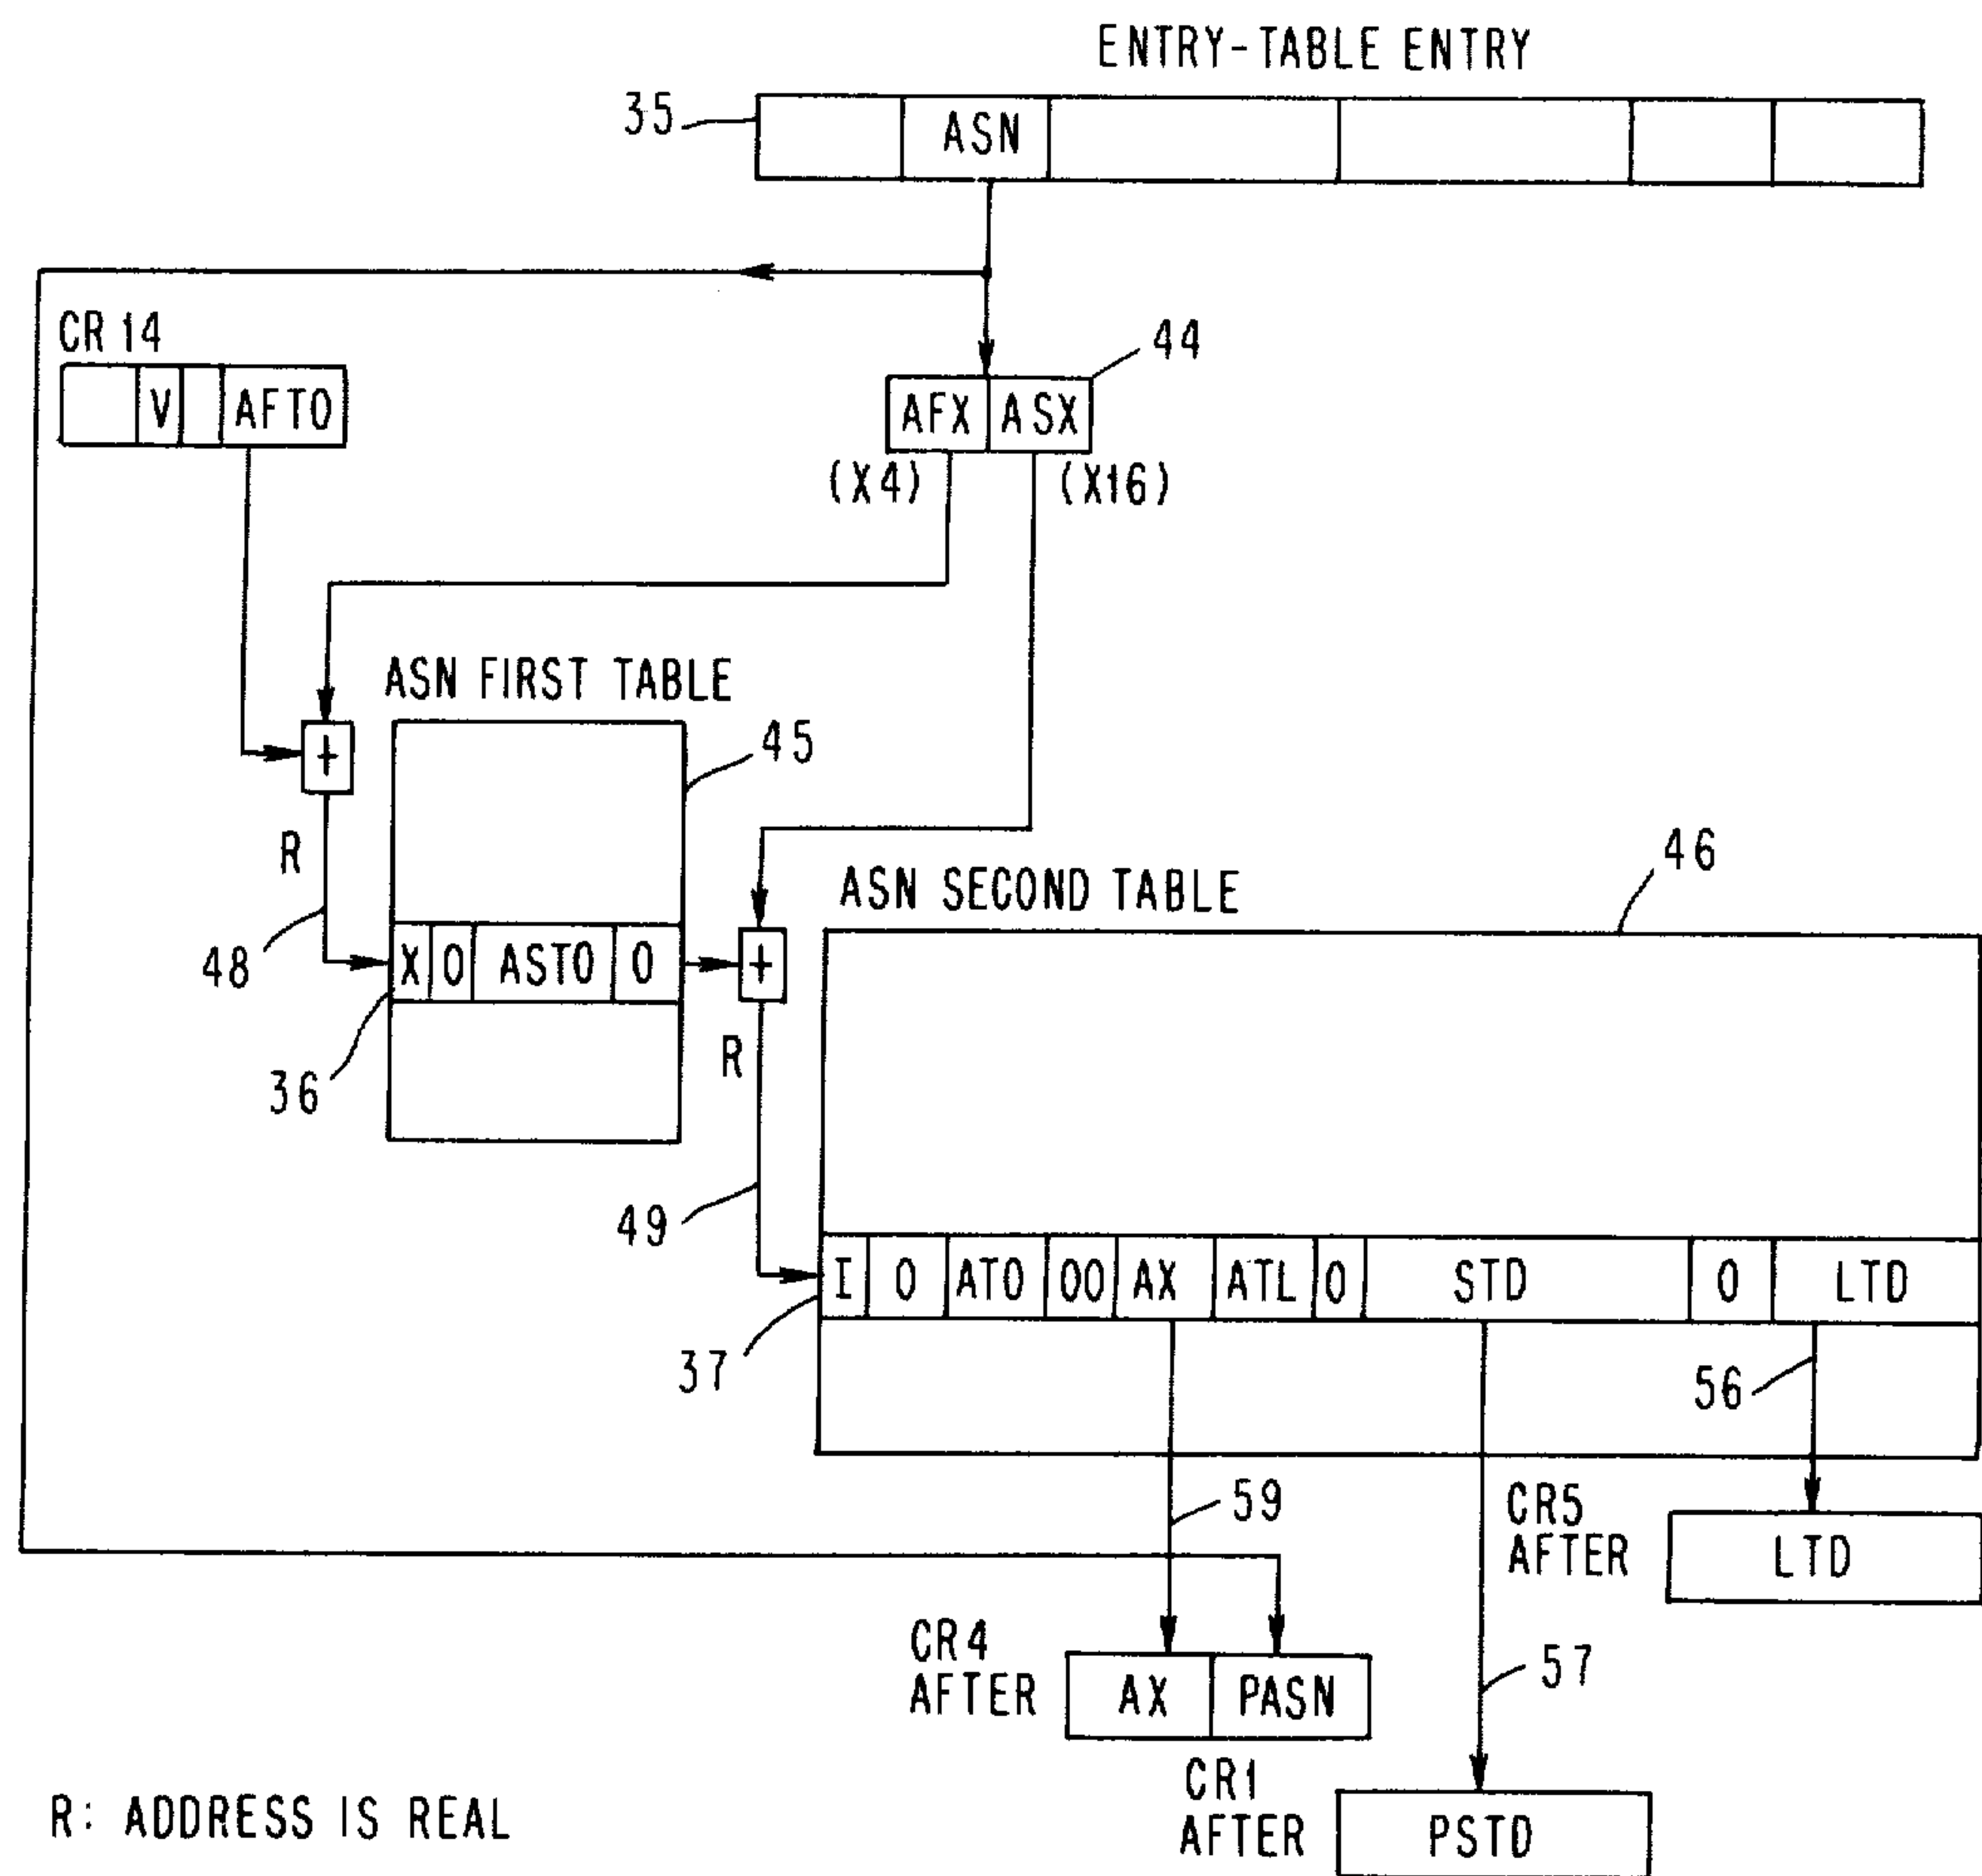 ENTRY-TABLE ENTRY
35
ASN
CR 14
V AFTO
44
AFX ASX
(X4) (X16)
ASN FIRST TABLE
+
45
R
48
X 0 ASTO 0
36
ASN SECOND TABLE
46
+
R
49
I 0 ATO 00 AX ATL 0 STD 0 LTD
37
56
59
CR5
AFTER
LTD
CR4
AFTER
AX PASN
57
CR1
AFTER
PSTD
R: ADDRESS IS REAL